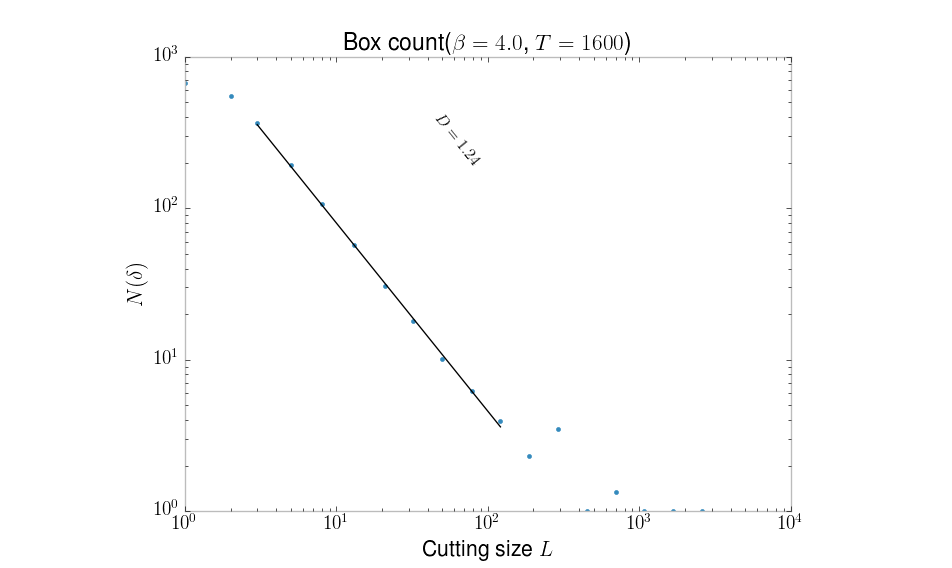 Box count(β = 4.0, T = 1600)
10³
10²
10¹
10⁰
N(δ)
D = 1.24
10⁰ 10¹ 10² 10³ 10⁴
Cutting size L